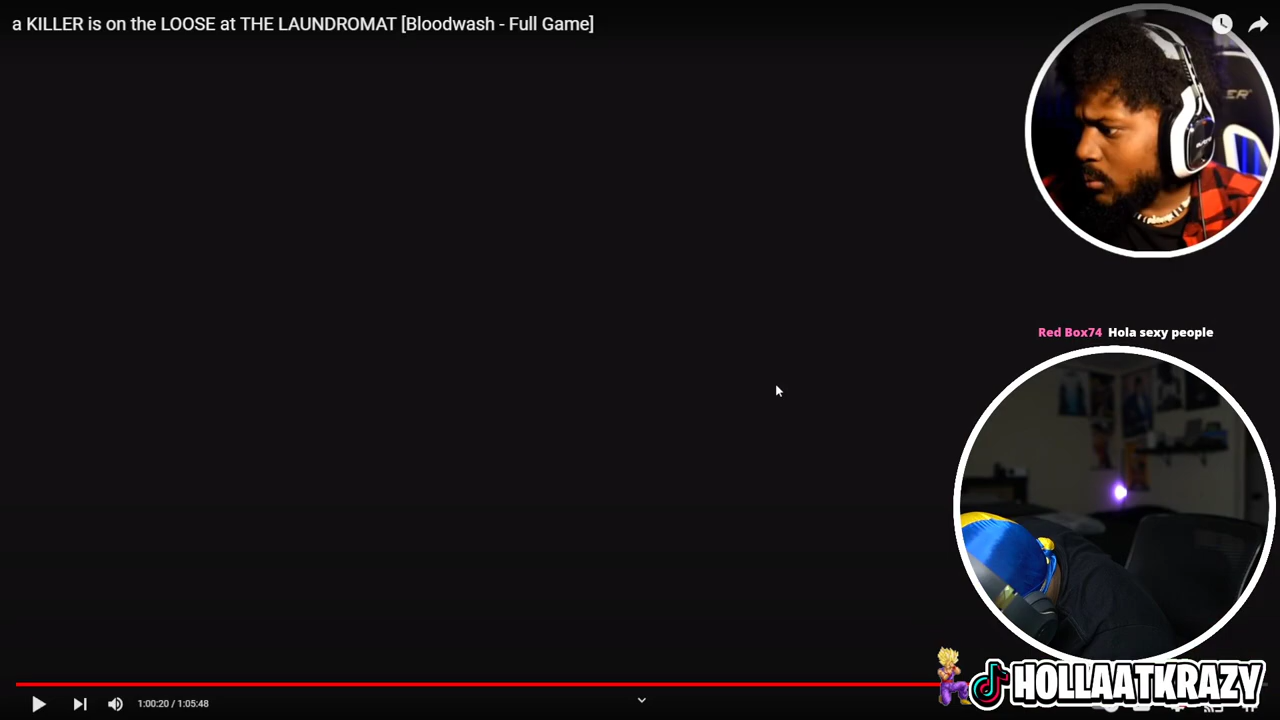 a KILLER is on the LOOSE at THE LAUNDROMAT [Bloodwash - Full Game]
Red Box74 Hola sexy people
HOLLAATKRAZY
1:00:20 / 1:05:48